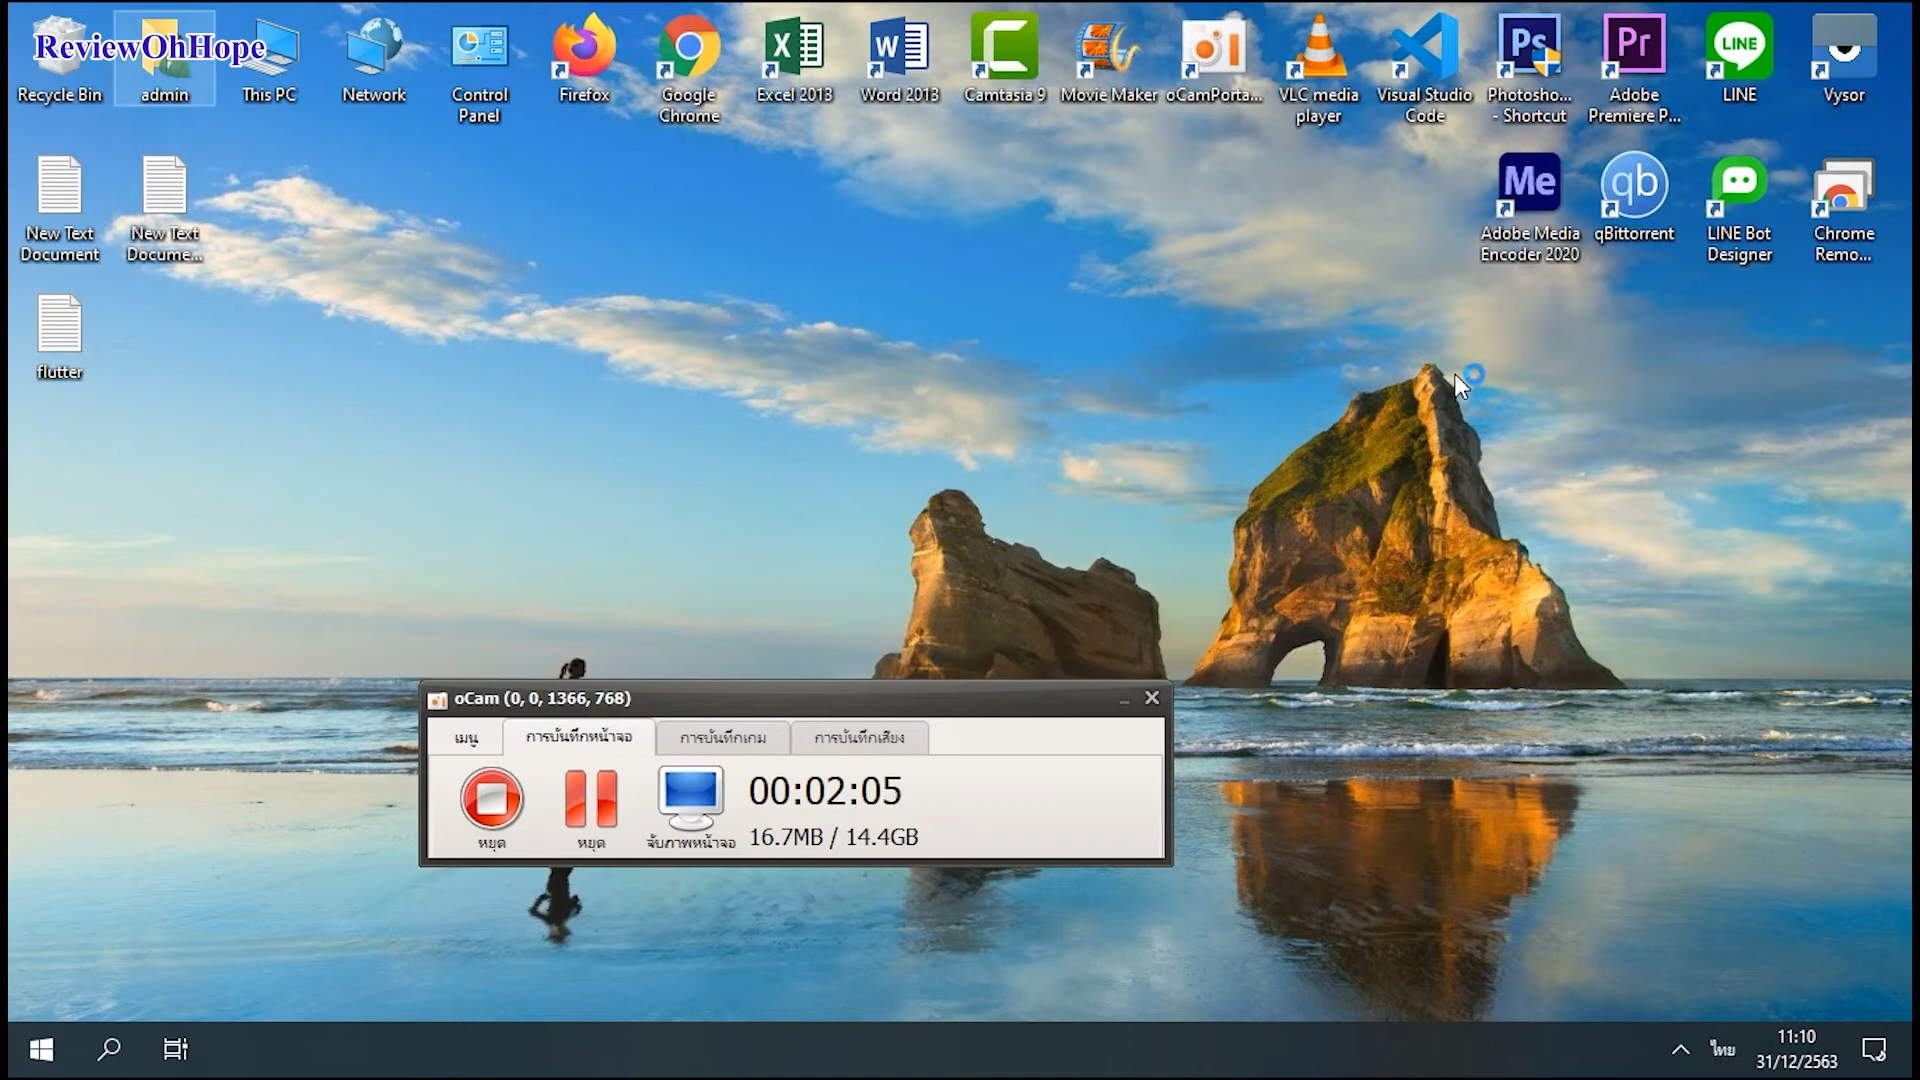 ReviewOhHope
Recycle Bin
admin
This PC
Network
Control
Panel
Firefox
Google
Chrome
Excel 2013
Word 2013
Camtasia 9
Movie Maker
oCamPorta...
VLC media
player
Visual Studio
Code
Ps
Photosho...
- Shortcut
Pr
Adobe
Premiere P...
LINE
LINE
Vysor
New Text
Document
New Text
Docume...
Me
Adobe Media
Encoder 2020
qb
qBittorrent
LINE Bot
Designer
Chrome
Remo...
flutter
oCam (0, 0, 1366, 768)
เมนู
การบันทึกหน้าจอ
การบันทึกเกม
การบันทึกเสียง
00:02:05
16.7MB / 14.4GB
หยุด
หยุด
จับภาพหน้าจอ
ไทย
11:10
31/12/2563